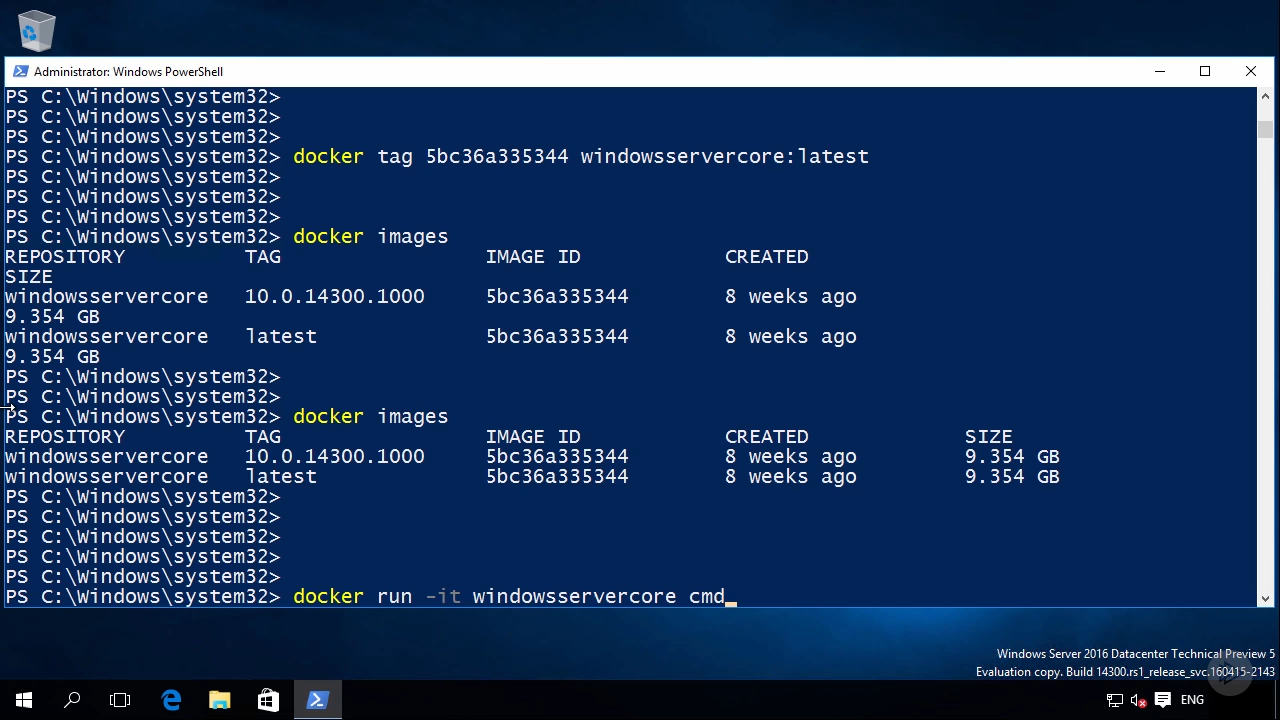 Administrator: Windows PowerShell
PS C:\Windows\system32>
PS C:\Windows\system32>
PS C:\Windows\system32>
PS C:\Windows\system32> docker tag 5bc36a335344 windowsservercore:latest
PS C:\Windows\system32>
PS C:\Windows\system32>
PS C:\Windows\system32>
PS C:\Windows\system32> docker images
REPOSITORY TAG IMAGE ID CREATED
SIZE
windowsservercore 10.0.14300.1000 5bc36a335344 8 weeks ago
9.354 GB
windowsservercore latest 5bc36a335344 8 weeks ago
9.354 GB
PS C:\Windows\system32>
PS C:\Windows\system32>
PS C:\Windows\system32> docker images
REPOSITORY TAG IMAGE ID CREATED SIZE
windowsservercore 10.0.14300.1000 5bc36a335344 8 weeks ago 9.354 GB
windowsservercore latest 5bc36a335344 8 weeks ago 9.354 GB
PS C:\Windows\system32>
PS C:\Windows\system32>
PS C:\Windows\system32>
PS C:\Windows\system32>
PS C:\Windows\system32>
PS C:\Windows\system32> docker run -it windowsservercore cmd
Windows Server 2016 Datacenter Technical Preview 5
Evaluation copy. Build 14300.rs1_release_svc.160415-2143
ENG